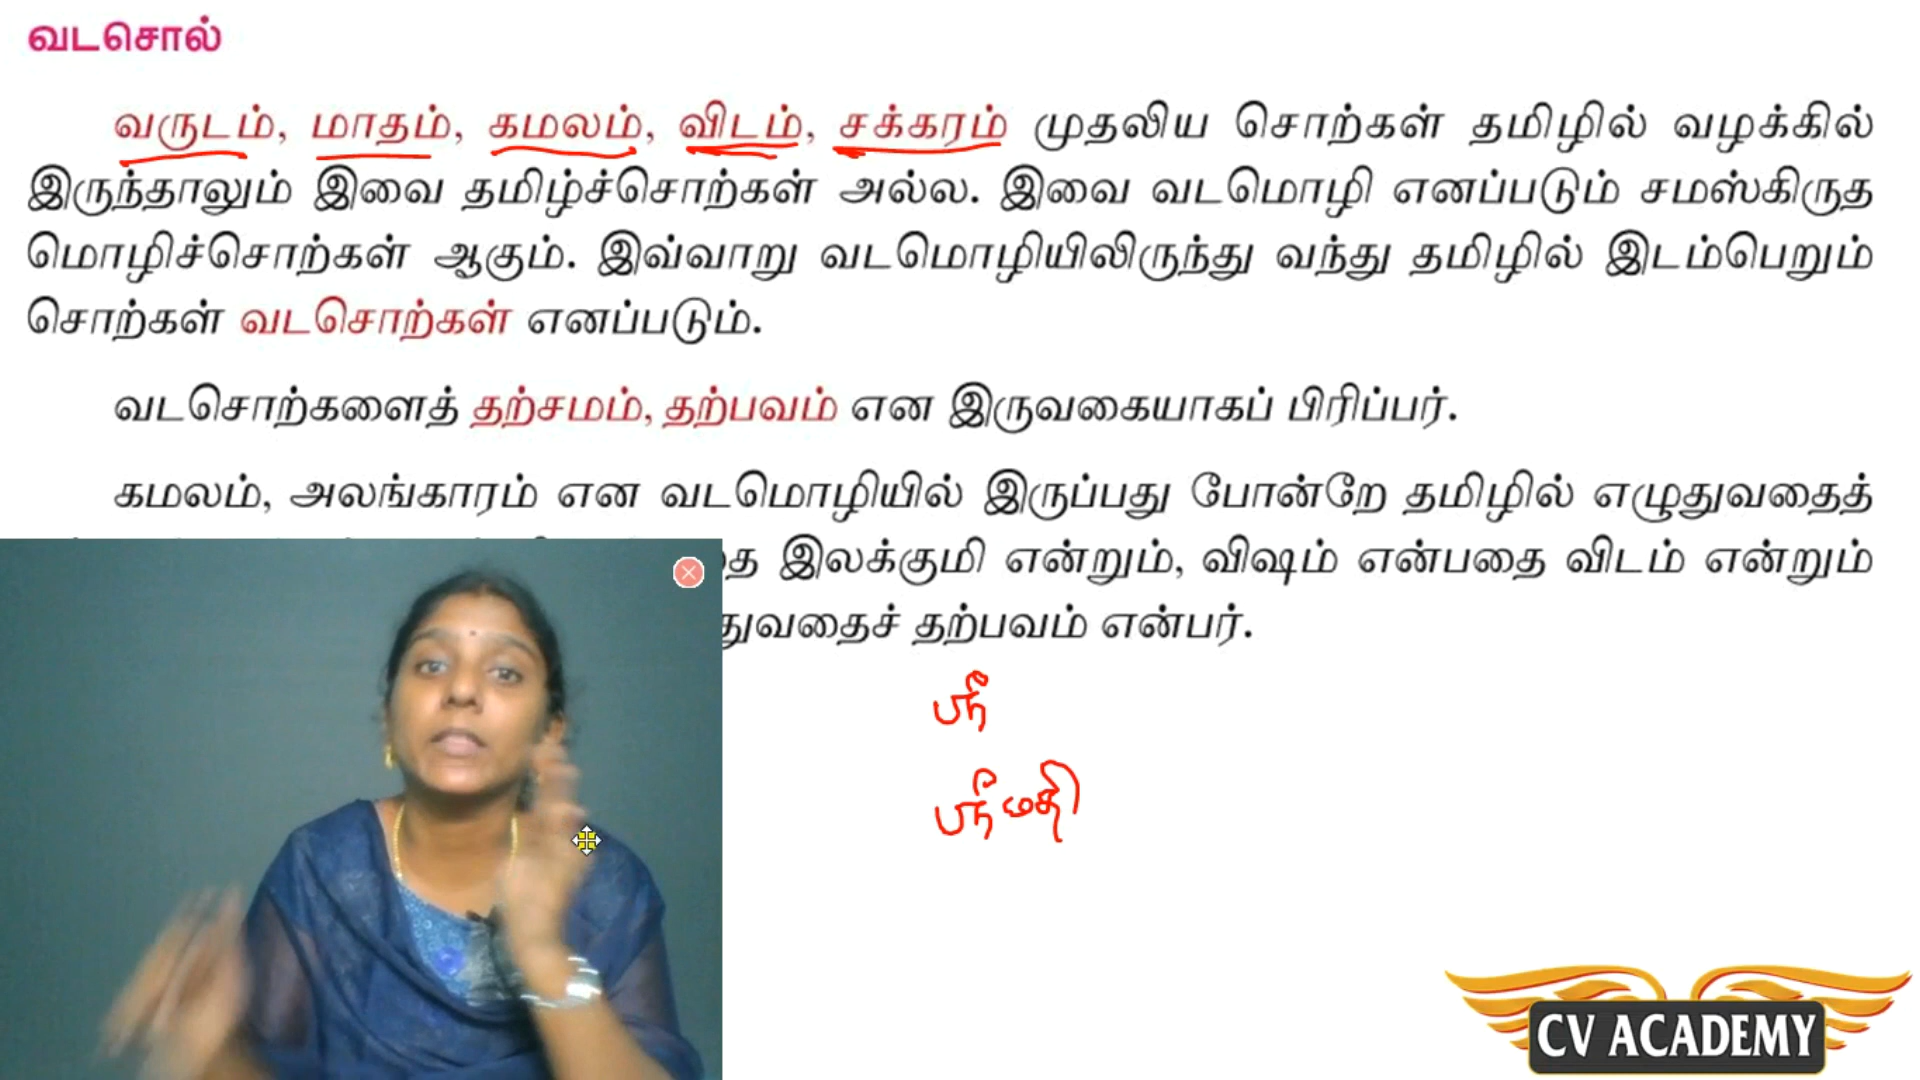 வடசொல்
வருடம், மாதம், கமலம், விடம், சக்கரம் முதலிய சொற்கள் தமிழில் வழக்கில்
இருந்தாலும் இவை தமிழ்ச்சொற்கள் அல்ல. இவை வடமொழி எனப்படும் சமஸ்கிருத
மொழிச்சொற்கள் ஆகும். இவ்வாறு வடமொழியிலிருந்து வந்து தமிழில் இடம்பெறும்
சொற்கள் வடசொற்கள் எனப்படும்.
வடசொற்களைத் தற்சமம், தற்பவம் என இருவகையாகப் பிரிப்பர்.
கமலம், அலங்காரம் என வடமொழியில் இருப்பது போன்றே தமிழில் எழுதுவதைத்
இலக்குமி என்றும், விஷம் என்பதை விடம் என்றும்
துவதைச் தற்பவம் என்பர்.
ஸ்ரீ
ஸ்ரீமதி
CV ACADEMY